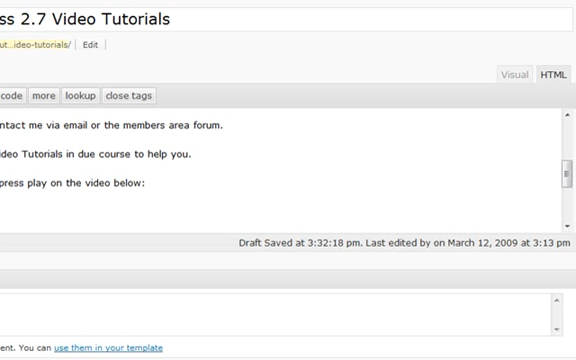 ss 2.7 Video Tutorials
ut...ideo-tutorials/ Edit
Visual HTML
code more lookup close tags
ntact me via email or the members area forum.
ideo Tutorials in due course to help you.
press play on the video below:
Draft Saved at 3:32:18 pm. Last edited by on March 12, 2009 at 3:13 pm
ent. You can use them in your template